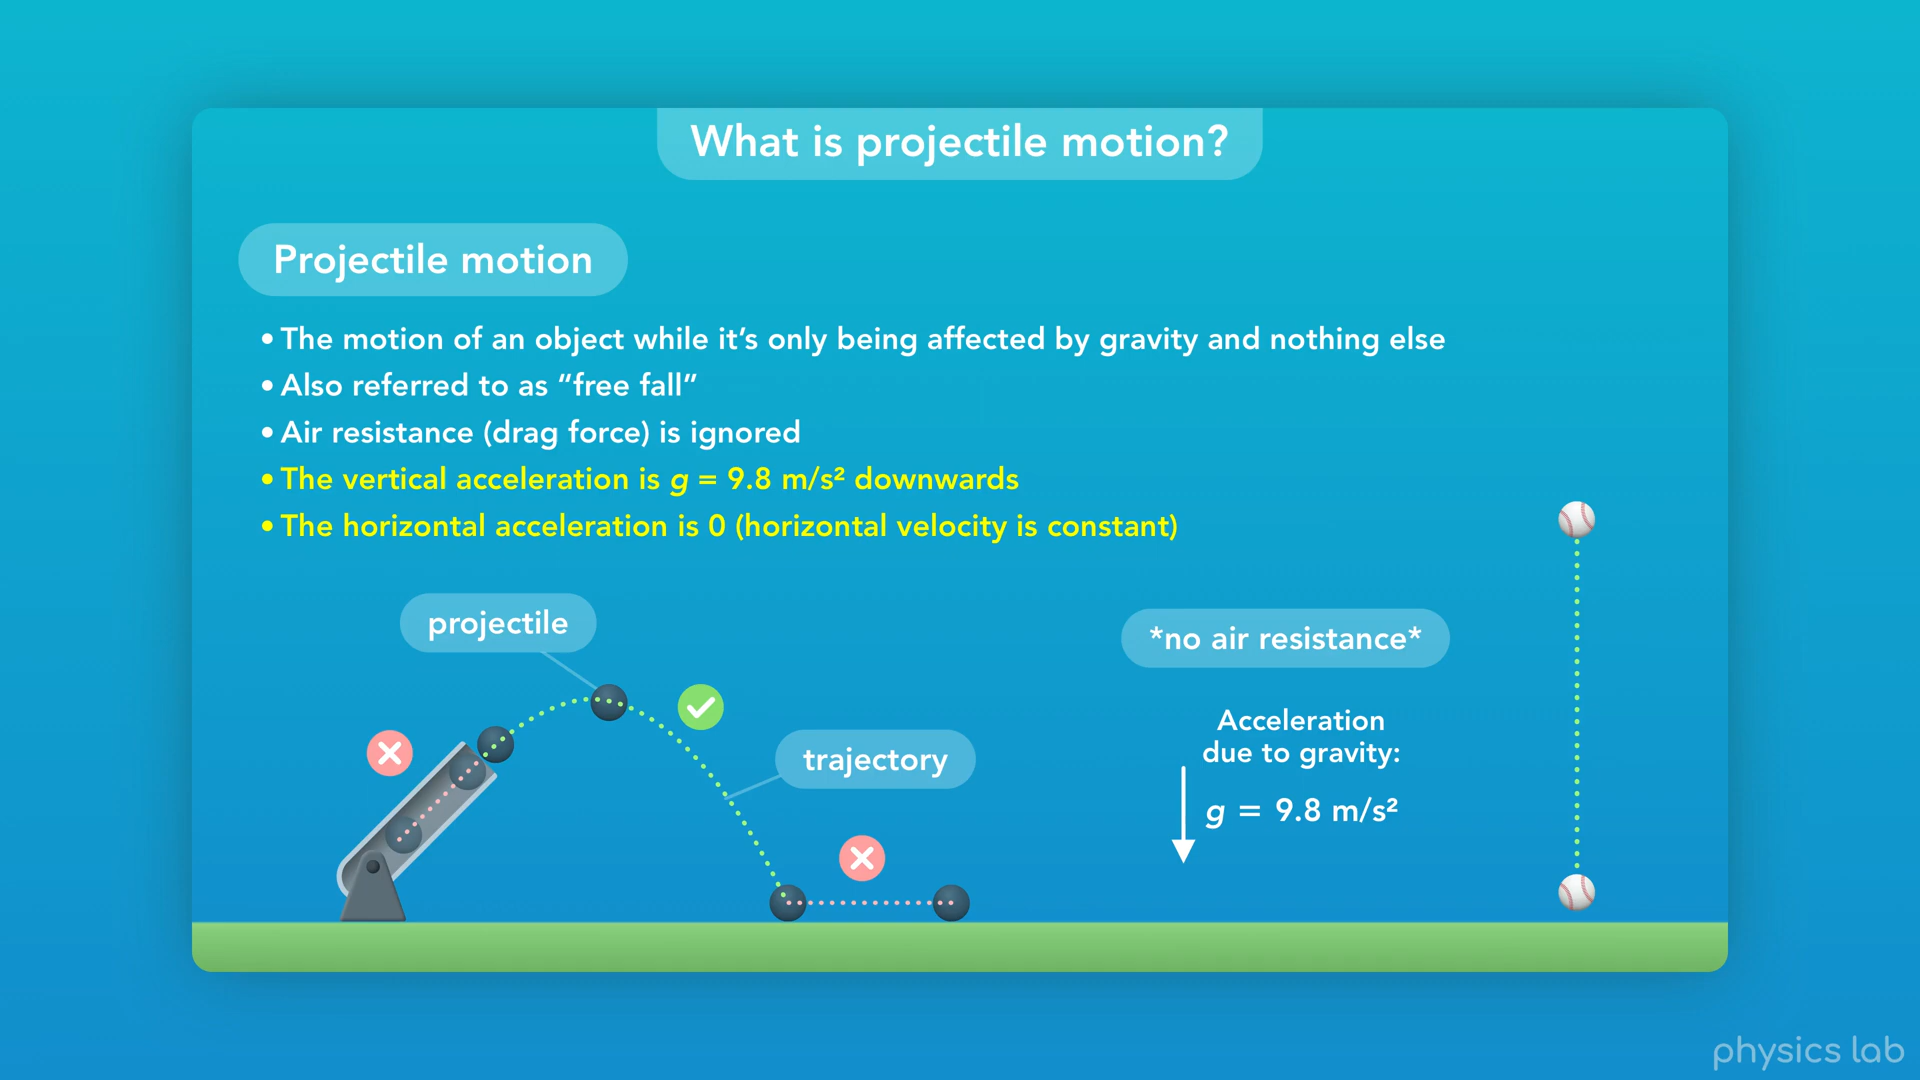 What is projectile motion?
Projectile motion
• The motion of an object while it’s only being affected by gravity and nothing else
• Also referred to as “free fall”
• Air resistance (drag force) is ignored
• The vertical acceleration is g = 9.8 m/s² downwards
• The horizontal acceleration is 0 (horizontal velocity is constant)
projectile
trajectory
*no air resistance*
Acceleration
due to gravity:
g = 9.8 m/s²
physics lab